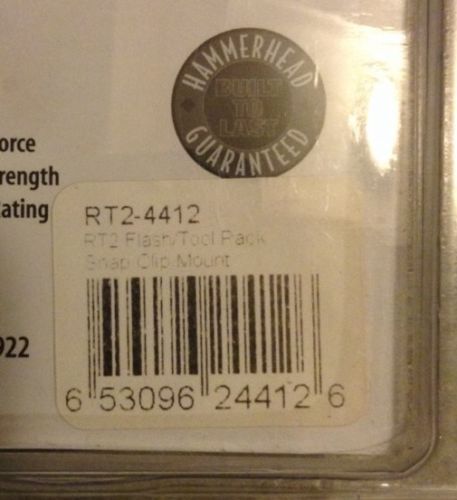 HAMMERHEAD
BUILT
TO
LAST
GUARANTEED
orce
rength
ating
RT2-4412
RT2 Flash/Tool Pack
Snap Clip Mount
922
6 53096 24412 6